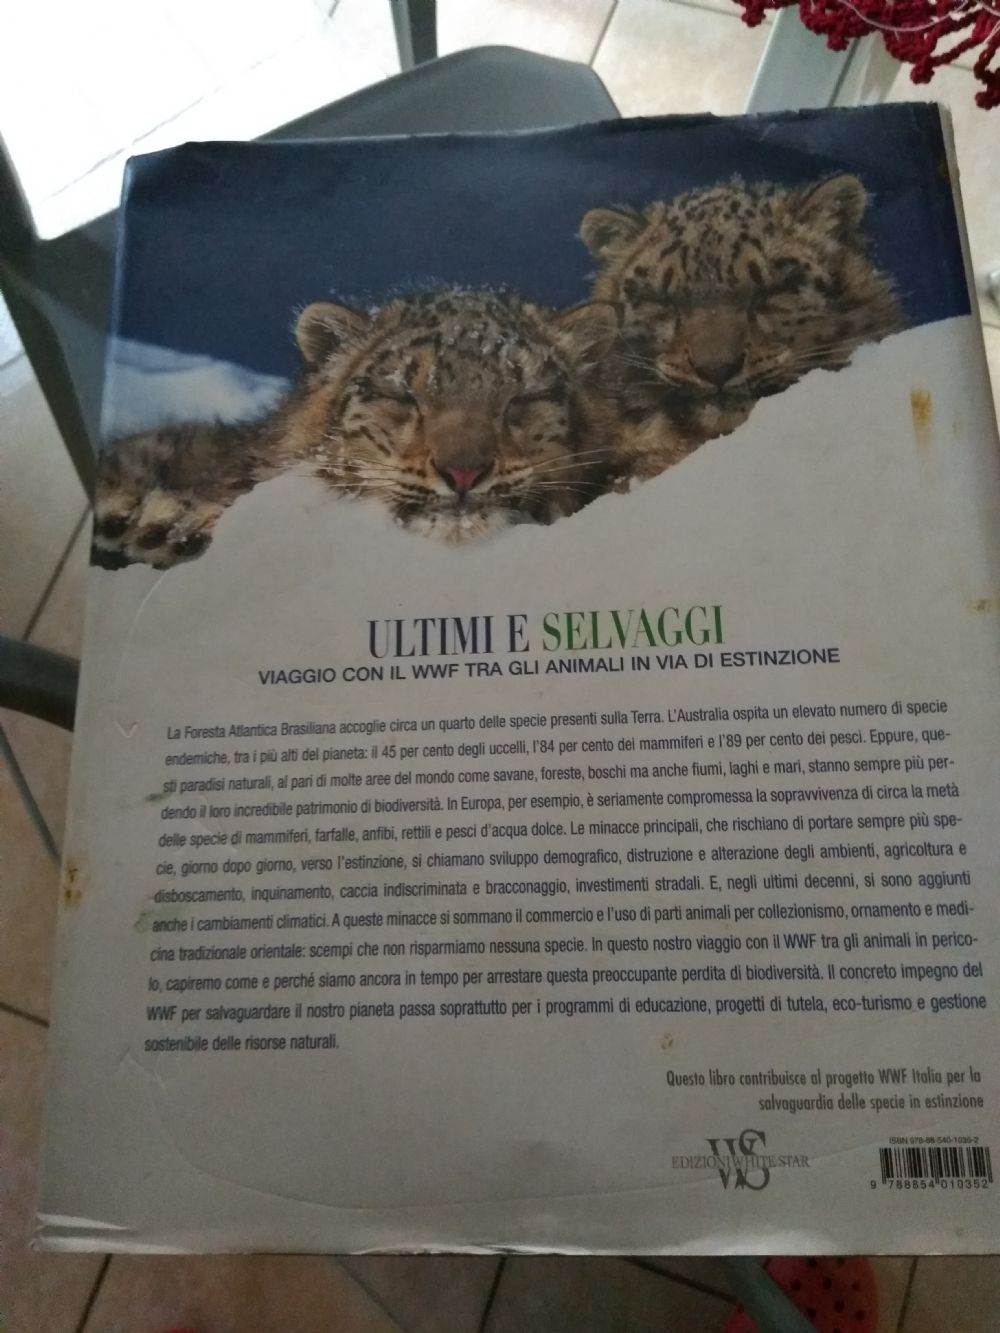 ULTIMI E SELVAGGI
VIAGGIO CON IL WWF TRA GLI ANIMALI IN VIA DI ESTINZIONE
La Foresta Atlantica Brasiliana accoglie circa un quarto delle specie presenti sulla Terra. L'Australia ospita un elevato numero di specie
endemiche, tra i più alti del pianeta: il 45 per cento degli uccelli, l'84 per cento dei mammiferi e l'89 per cento dei pesci. Eppure, que-
sti paradisi naturali, al pari di molte aree del mondo come savane, foreste, boschi ma anche fiumi, laghi e mari, stanno sempre più per-
dendo il loro incredibile patrimonio di biodiversità. In Europa, per esempio, è seriamente compromessa la sopravvivenza di circa la metà
delle specie di mammiferi, farfalle, anfibi, rettili e pesci d'acqua dolce. Le minacce principali, che rischiano di portare sempre più spe-
cie, giorno dopo giorno, verso l'estinzione, si chiamano sviluppo demografico, distruzione e alterazione degli ambienti, agricoltura e
disboscamento, inquinamento, caccia indiscriminata e bracconaggio, investimenti stradali. E, negli ultimi decenni, si sono aggiunti
anche i cambiamenti climatici. A queste minacce si sommano il commercio e l'uso di parti animali per collezionismo, ornamento e medi-
cina tradizionale orientale: scempi che non risparmiamo nessuna specie. In questo nostro viaggio con il WWF tra gli animali in perico-
lo, capiremo come e perché siamo ancora in tempo per arrestare questa preoccupante perdita di biodiversità. Il concreto impegno del
WWF per salvaguardare il nostro pianeta passa soprattutto per i programmi di educazione, progetti di tutela, eco-turismo e gestione
sostenibile delle risorse naturali.
Questo libro contribuisce al progetto WWF Italia per la
salvaguardia delle specie in estinzione
WS
EDIZIONI WHITE STAR
ISBN 978-88-540-1035-2
9 788854 010352